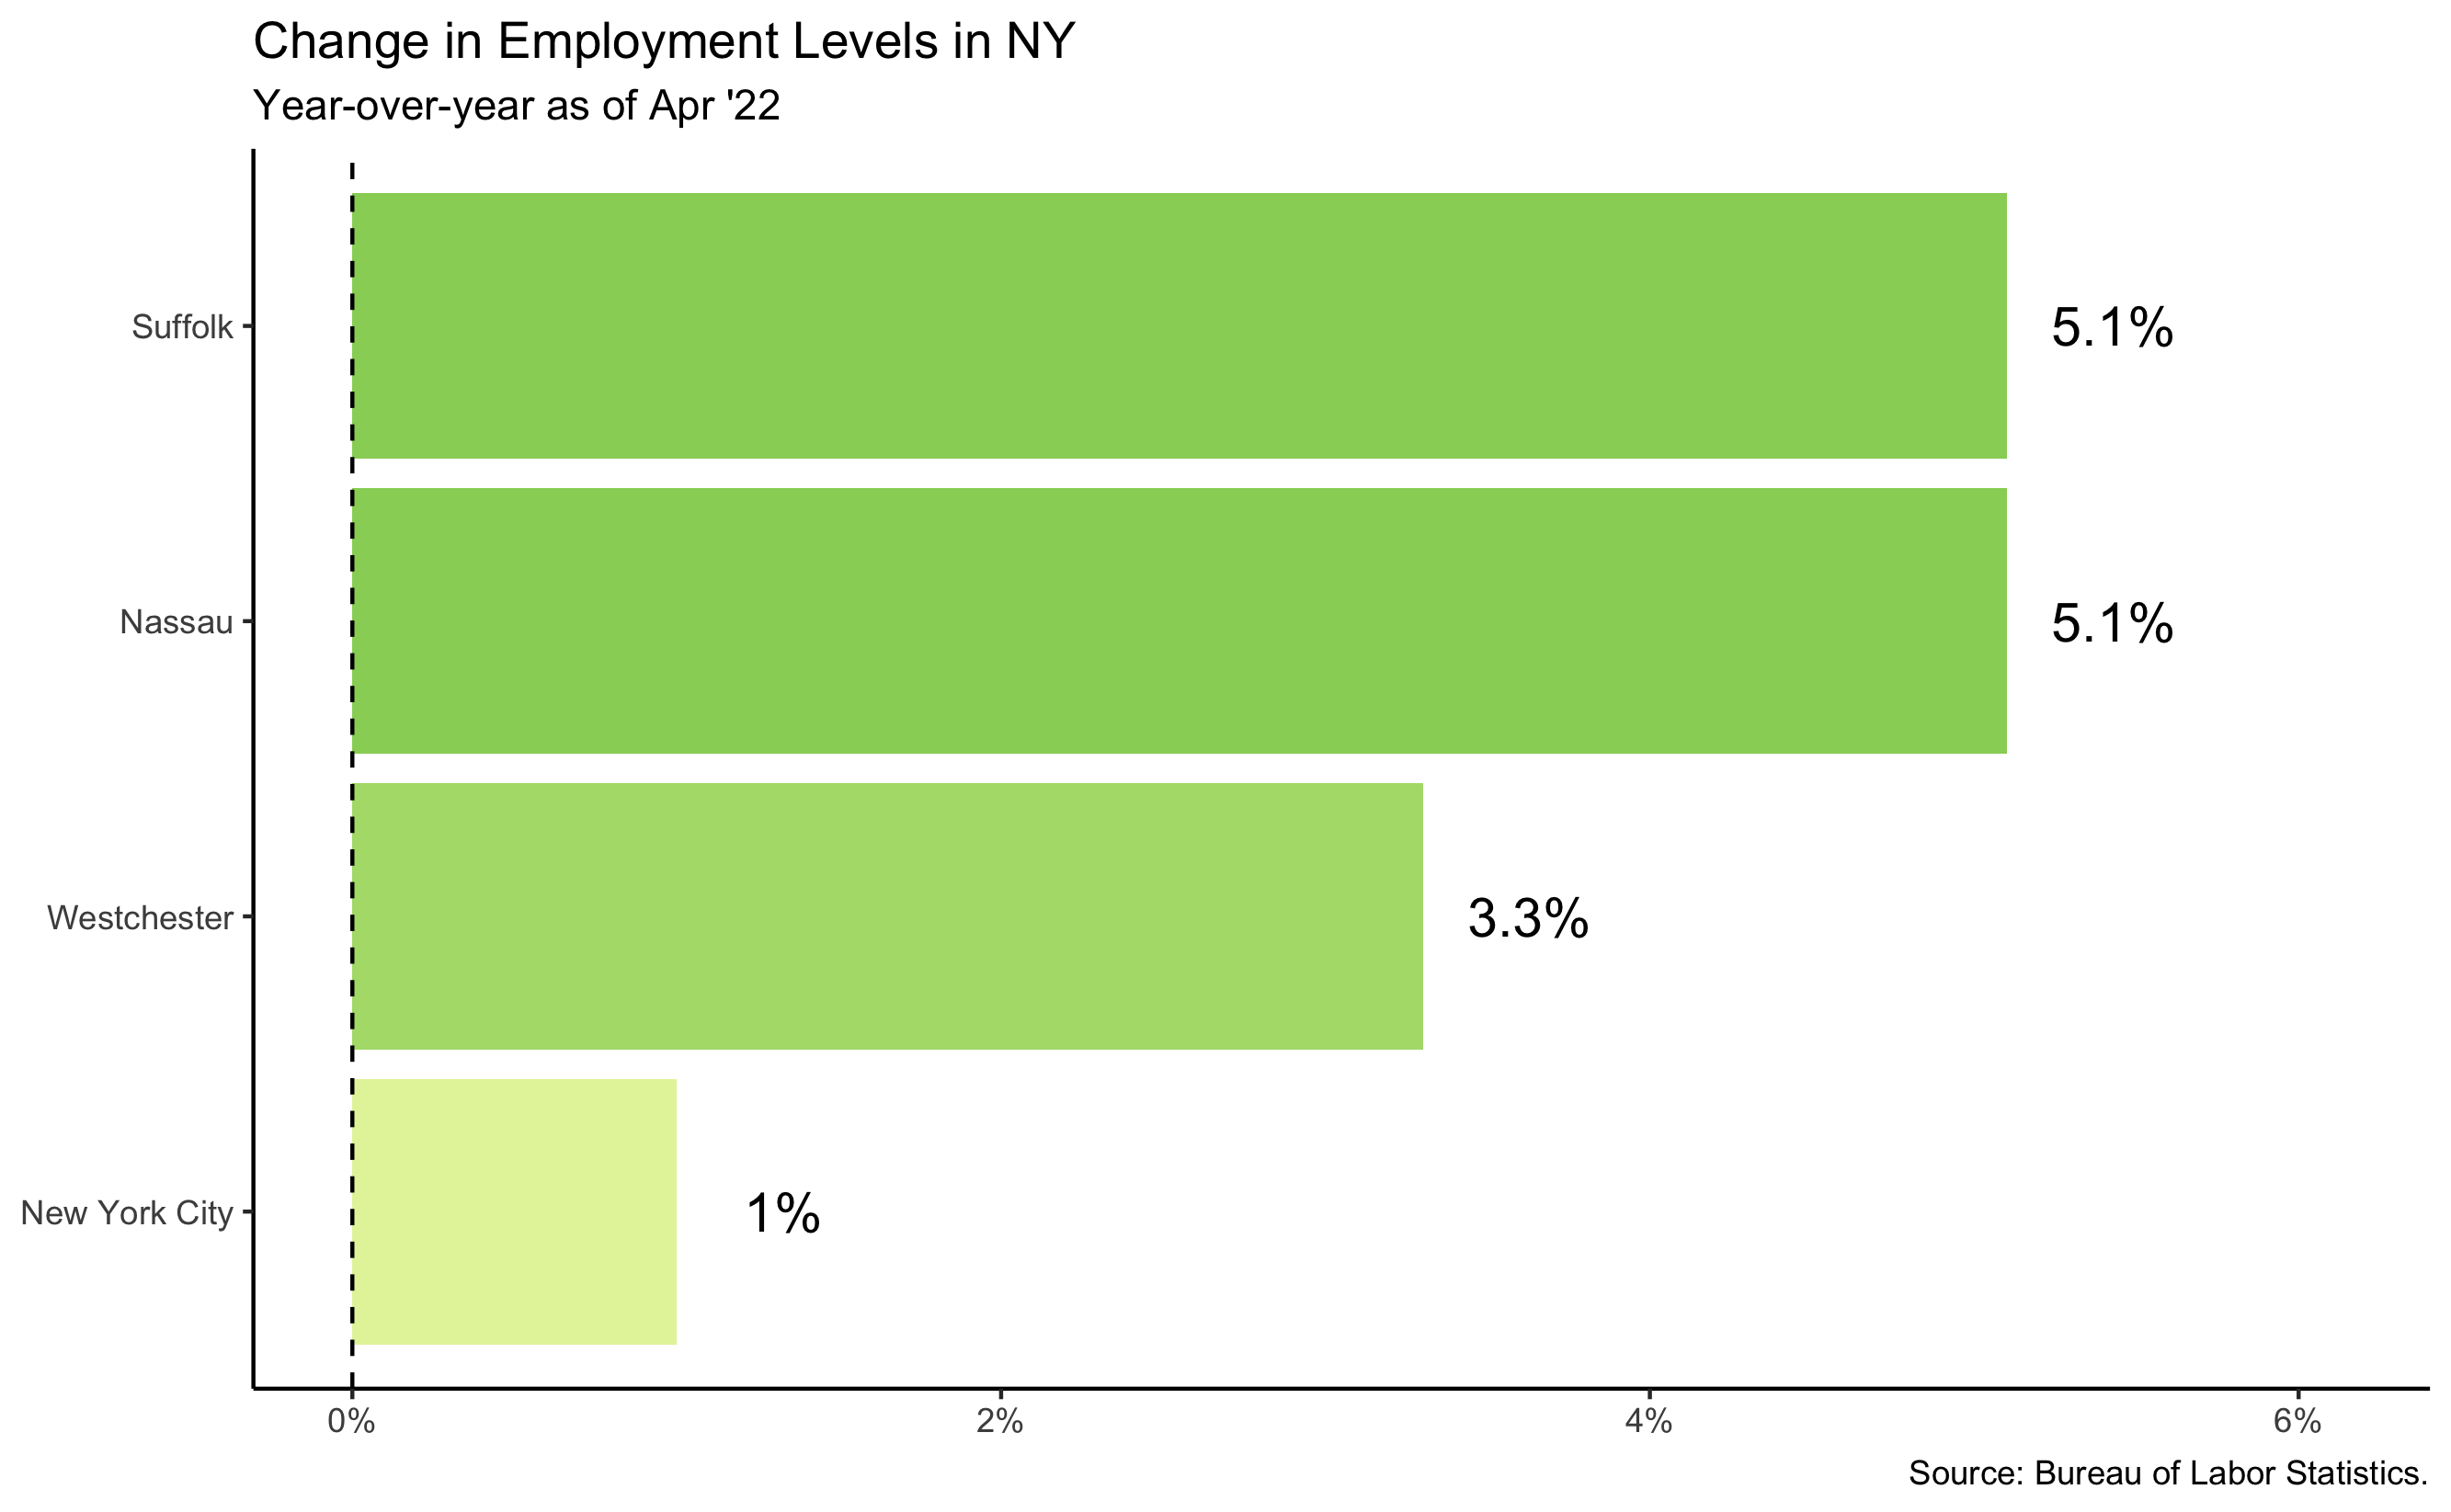 Change in Employment Levels in NY
Year-over-year as of Apr '22
Suffolk
5.1%
Nassau
5.1%
Westchester
3.3%
New York City
1%
0% 2% 4% 6%
Source: Bureau of Labor Statistics.